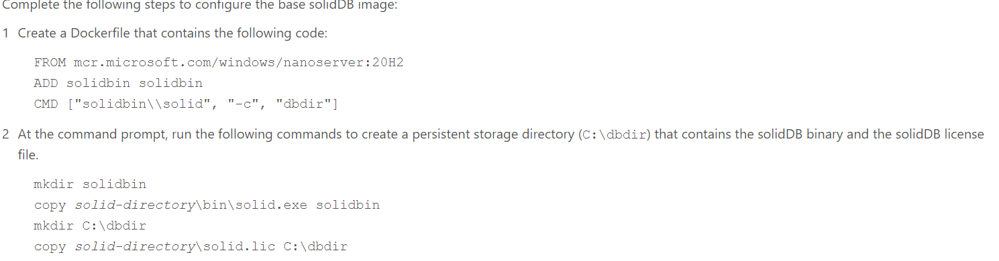 Complete the following steps to configure the base solidDB image:
1 Create a Dockerfile that contains the following code:
FROM mcr.microsoft.com/windows/nanoserver:20H2
ADD solidbin solidbin
CMD ["solidbin\\solid", "-c", "dbdir"]
2 At the command prompt, run the following commands to create a persistent storage directory (C:\dbdir) that contains the solidDB binary and the solidDB license
file.
mkdir solidbin
copy solid-directory\bin\solid.exe solidbin
mkdir C:\dbdir
copy solid-directory\solid.lic C:\dbdir